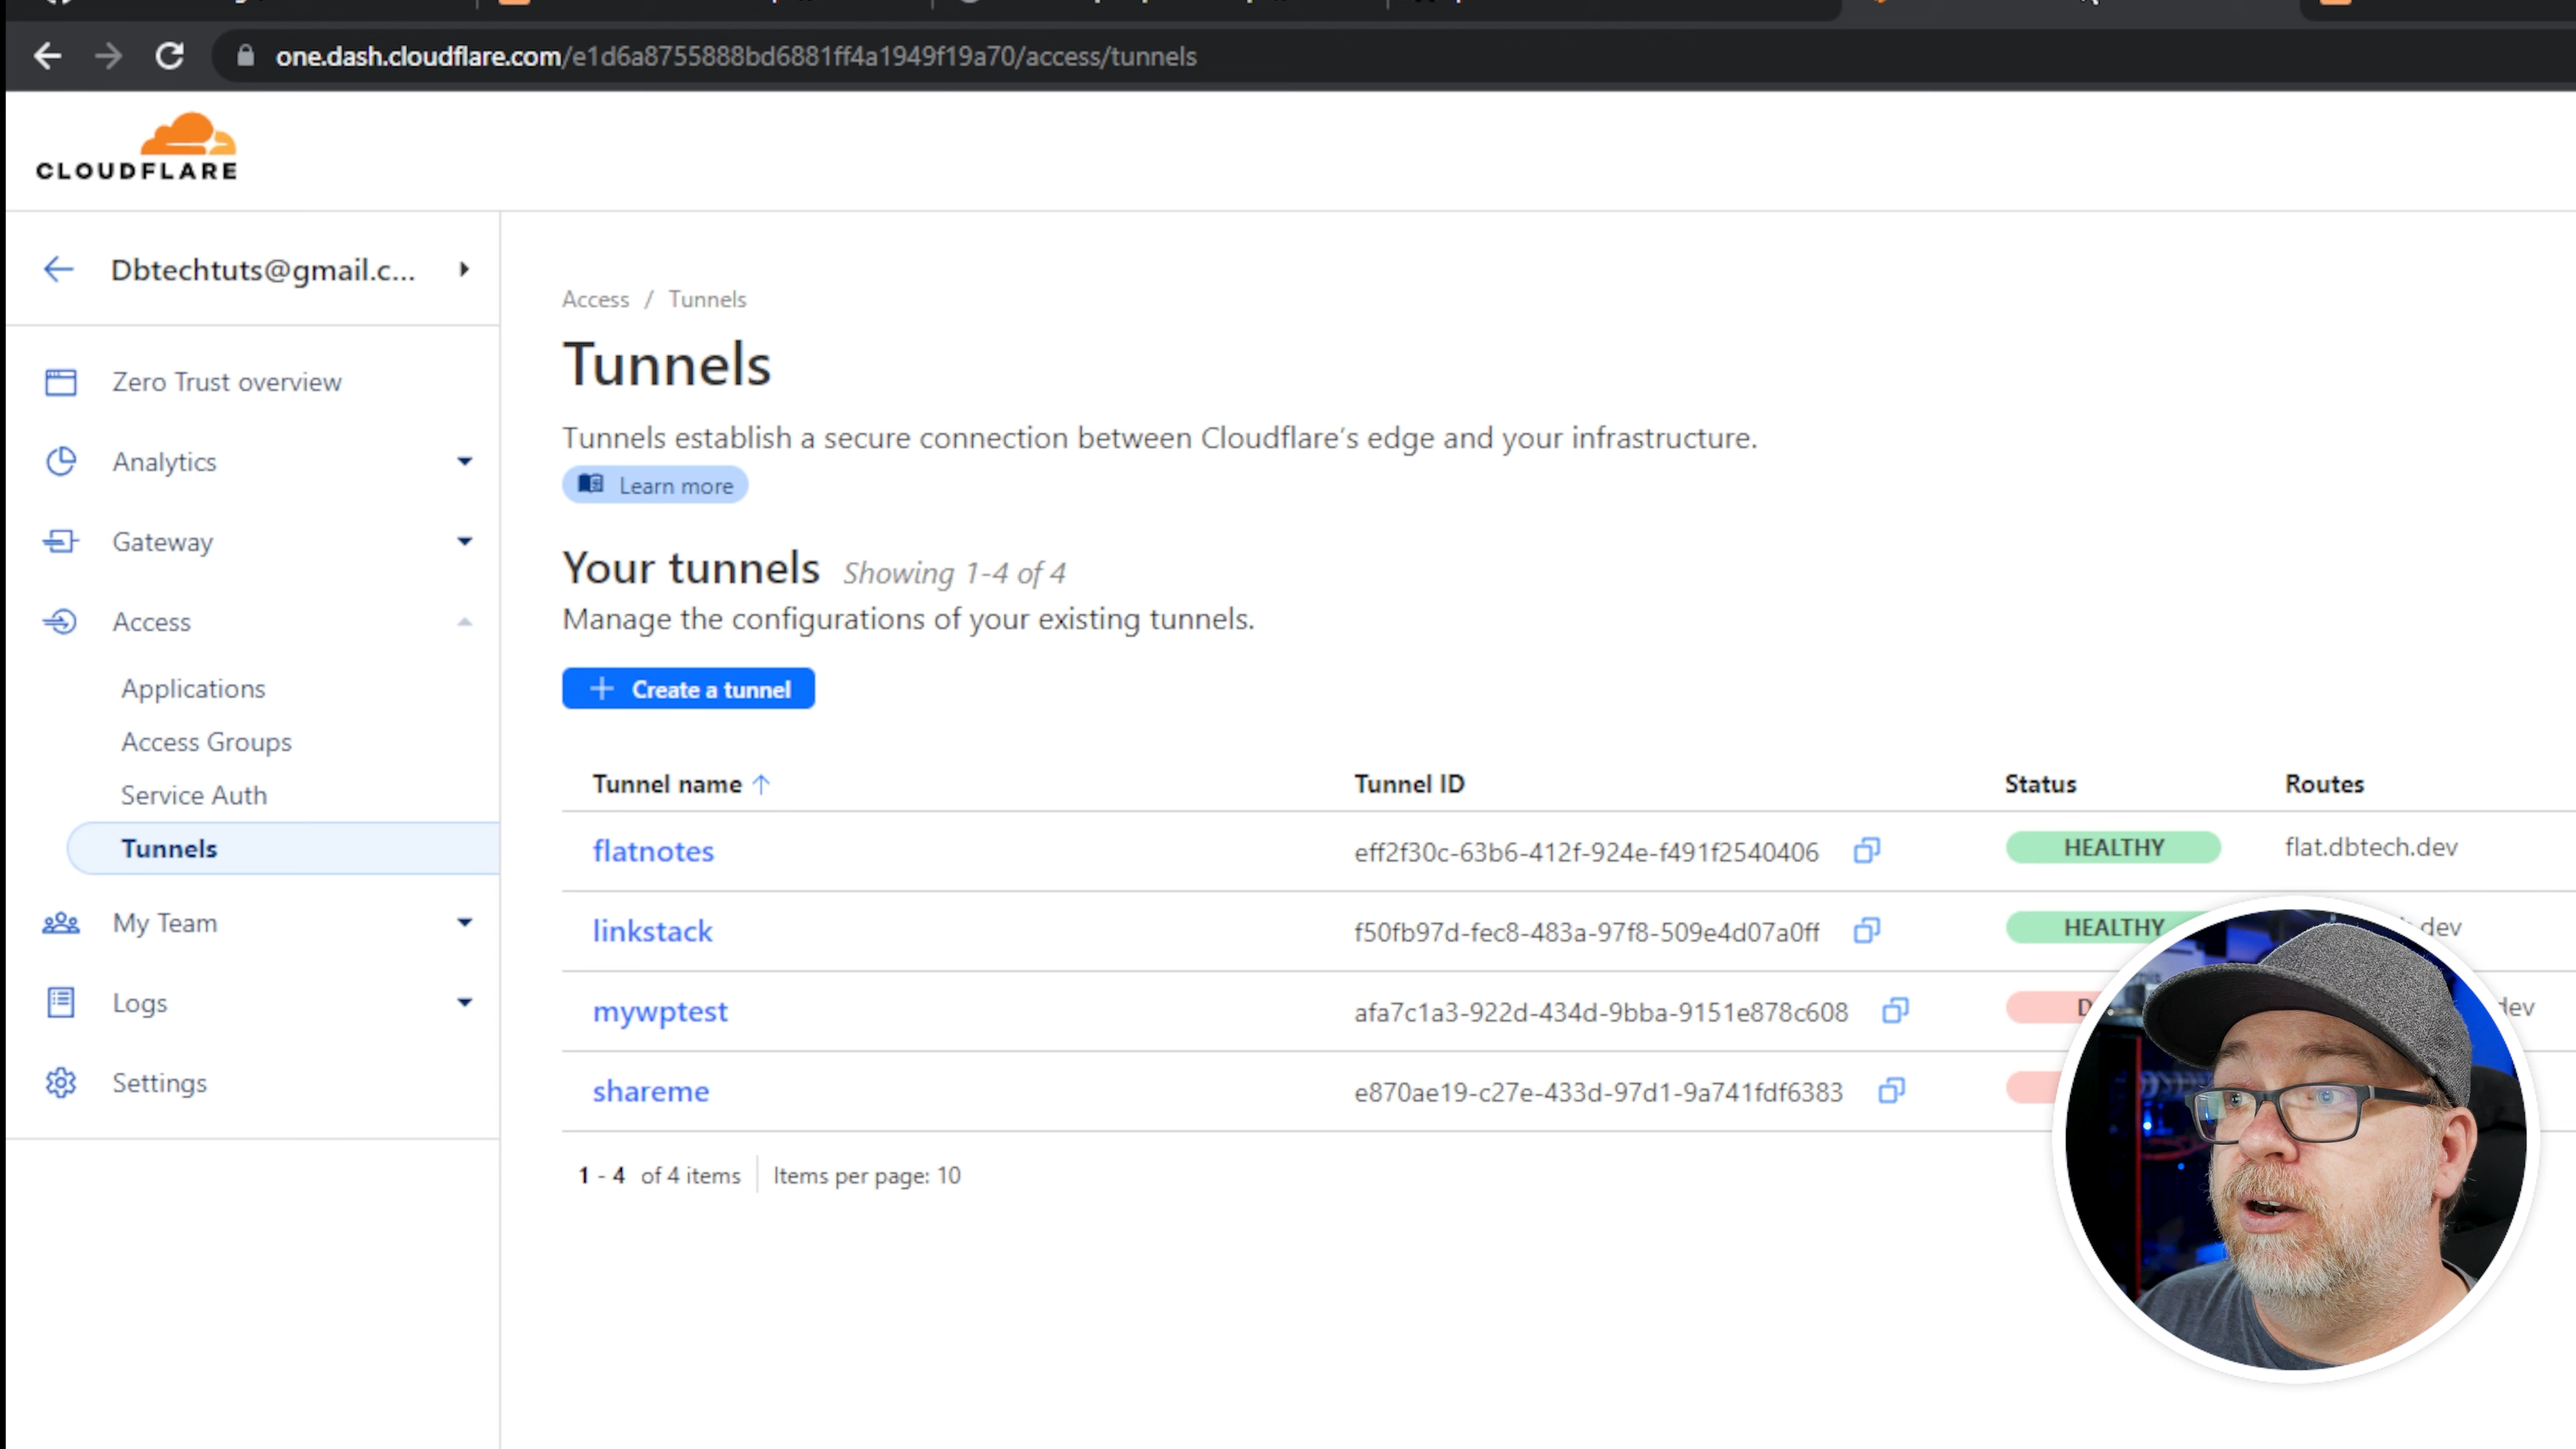 one.dash.cloudflare.com/e1d6a8755888bd6881ff4a1949f19a70/access/tunnels
CLOUDFLARE
Dbtechtuts@gmail.c...
Zero Trust overview
Analytics
Gateway
Access
Applications
Access Groups
Service Auth
Tunnels
My Team
Logs
Settings
Access / Tunnels
Tunnels
Tunnels establish a secure connection between Cloudflare's edge and your infrastructure.
Learn more
Your tunnels Showing 1-4 of 4
Manage the configurations of your existing tunnels.
+ Create a tunnel
Tunnel name ↑ Tunnel ID Status Routes
flatnotes eff2f30c-63b6-412f-924e-f491f2540406 HEALTHY flat.dbtech.dev
linkstack f50fb97d-fec8-483a-97f8-509e4d07a0ff HEALTHY .dev
mywptest afa7c1a3-922d-434d-9bba-9151e878c608 D dev
shareme e870ae19-c27e-433d-97d1-9a741fdf6383
1 - 4 of 4 items Items per page: 10